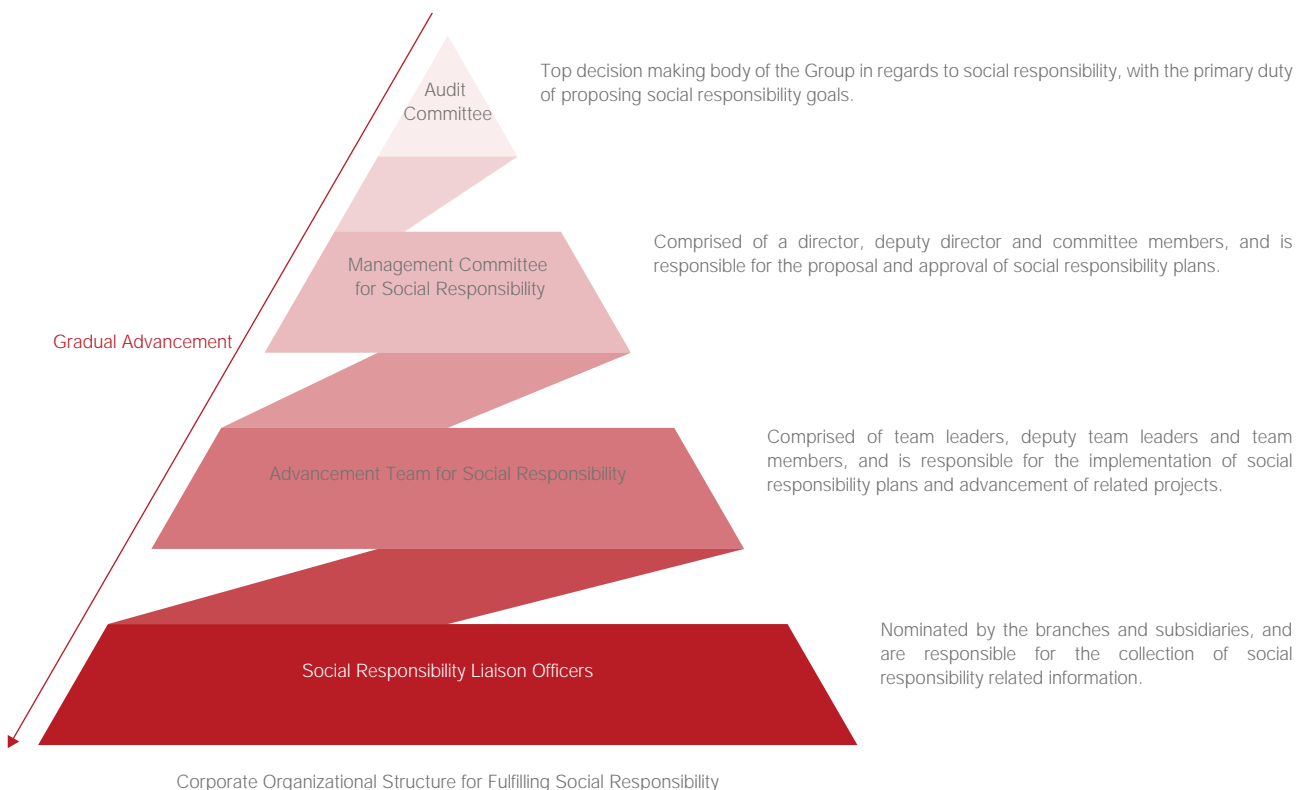 Audit
Committee
Top decision making body of the Group in regards to social responsibility, with the primary duty
of proposing social responsibility goals.
Management Committee
for Social Responsibility
Comprised of a director, deputy director and committee members, and is
responsible for the proposal and approval of social responsibility plans.
Gradual Advancement
Advancement Team for Social Responsibility
Comprised of team leaders, deputy team leaders and team
members, and is responsible for the implementation of social
responsibility plans and advancement of related projects.
Social Responsibility Liaison Officers
Nominated by the branches and subsidiaries, and
are responsible for the collection of social
responsibility related information.
Corporate Organizational Structure for Fulfilling Social Responsibility